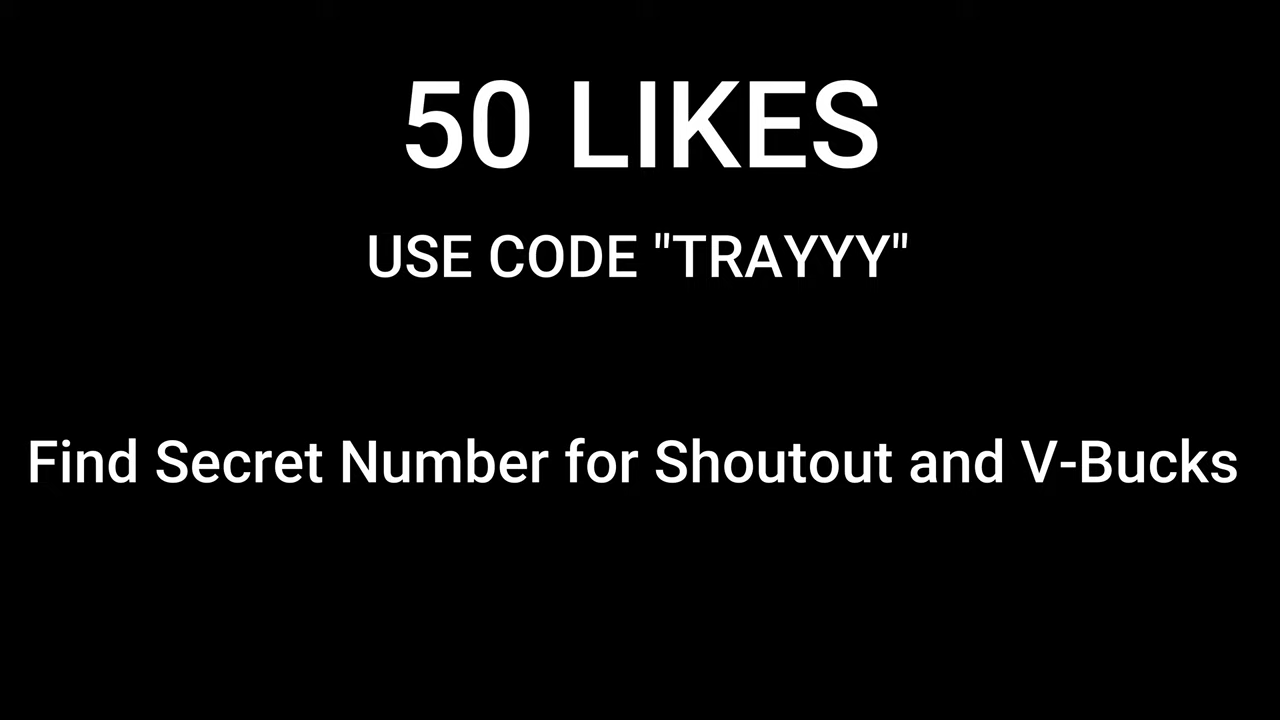 50 LIKES
USE CODE "TRAYYY"
Find Secret Number for Shoutout and V-Bucks